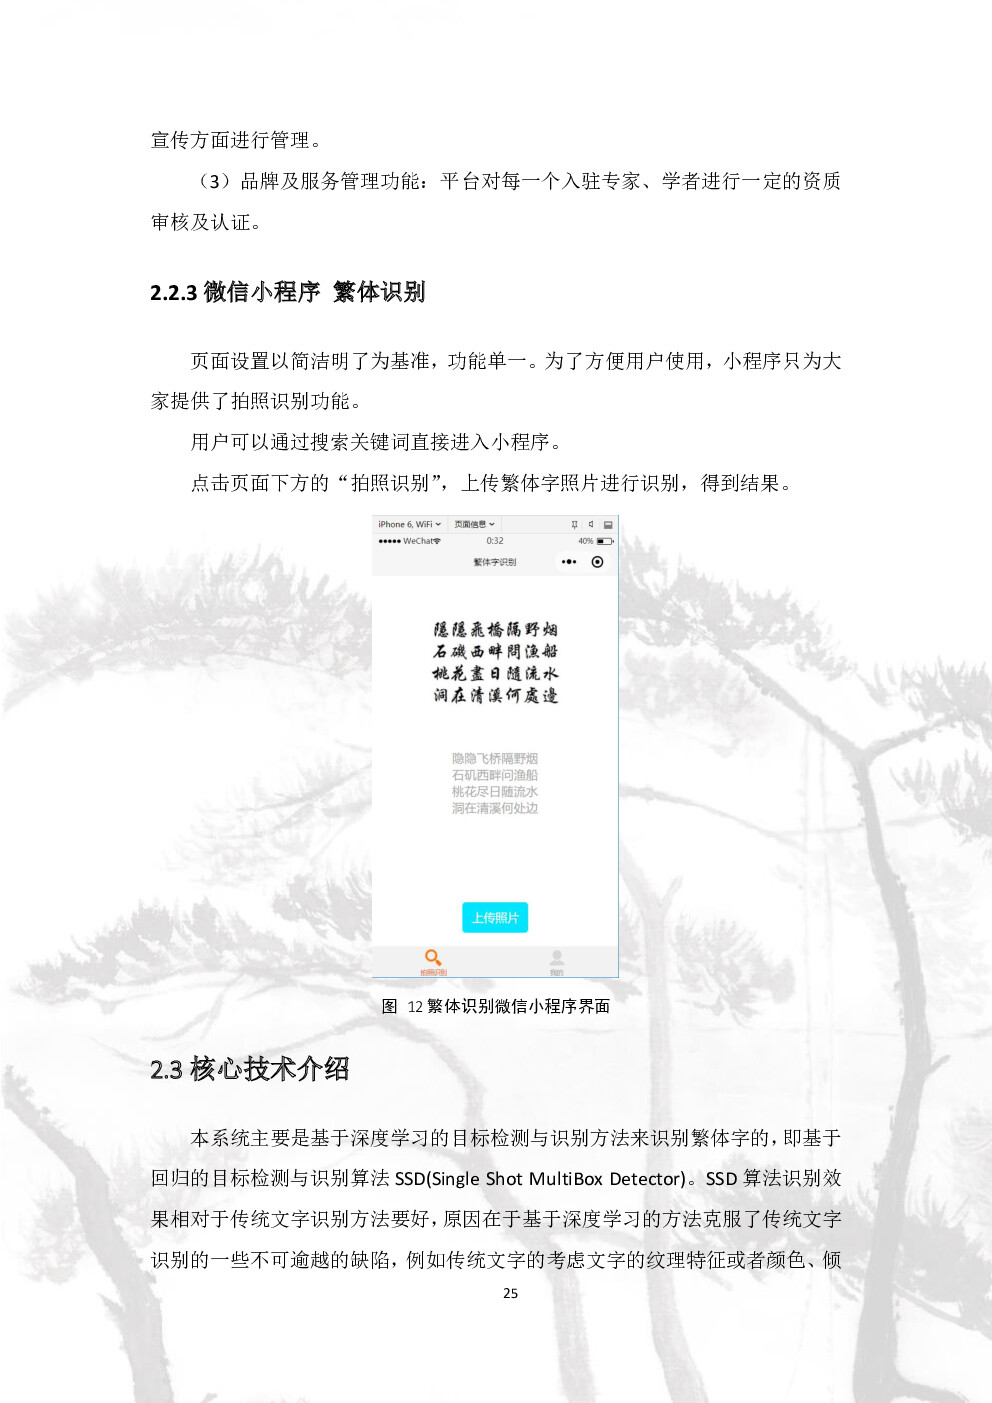 宣传方面进行管理。
（3）品牌及服务管理功能：平台对每一个入驻专家、学者进行一定的资质
审核及认证。
2.2.3 微信小程序 繁体识别
页面设置以简洁明了为基准，功能单一。为了方便用户使用，小程序只为大
家提供了拍照识别功能。
用户可以通过搜索关键词直接进入小程序。
点击页面下方的“拍照识别”，上传繁体字照片进行识别，得到结果。
iPhone 6, WiFi 页面信息
WeChat 0:32 40%
繁体字识别
隱隱飛橋隔野烟
石磯西畔問漁船
桃花盡日隨流水
洞在清溪何處邊
隐隐飞桥隔野烟
石矶西畔问渔船
桃花尽日随流水
洞在清溪何处边
上传照片
拍照识别 我的
图 12 繁体识别微信小程序界面
2.3 核心技术介绍
本系统主要是基于深度学习的目标检测与识别方法来识别繁体字的，即基于
回归的目标检测与识别算法 SSD(Single Shot MultiBox Detector)。SSD 算法识别效
果相对于传统文字识别方法要好，原因在于基于深度学习的方法克服了传统文字
识别的一些不可逾越的缺陷，例如传统文字的考虑文字的纹理特征或者颜色、倾
25